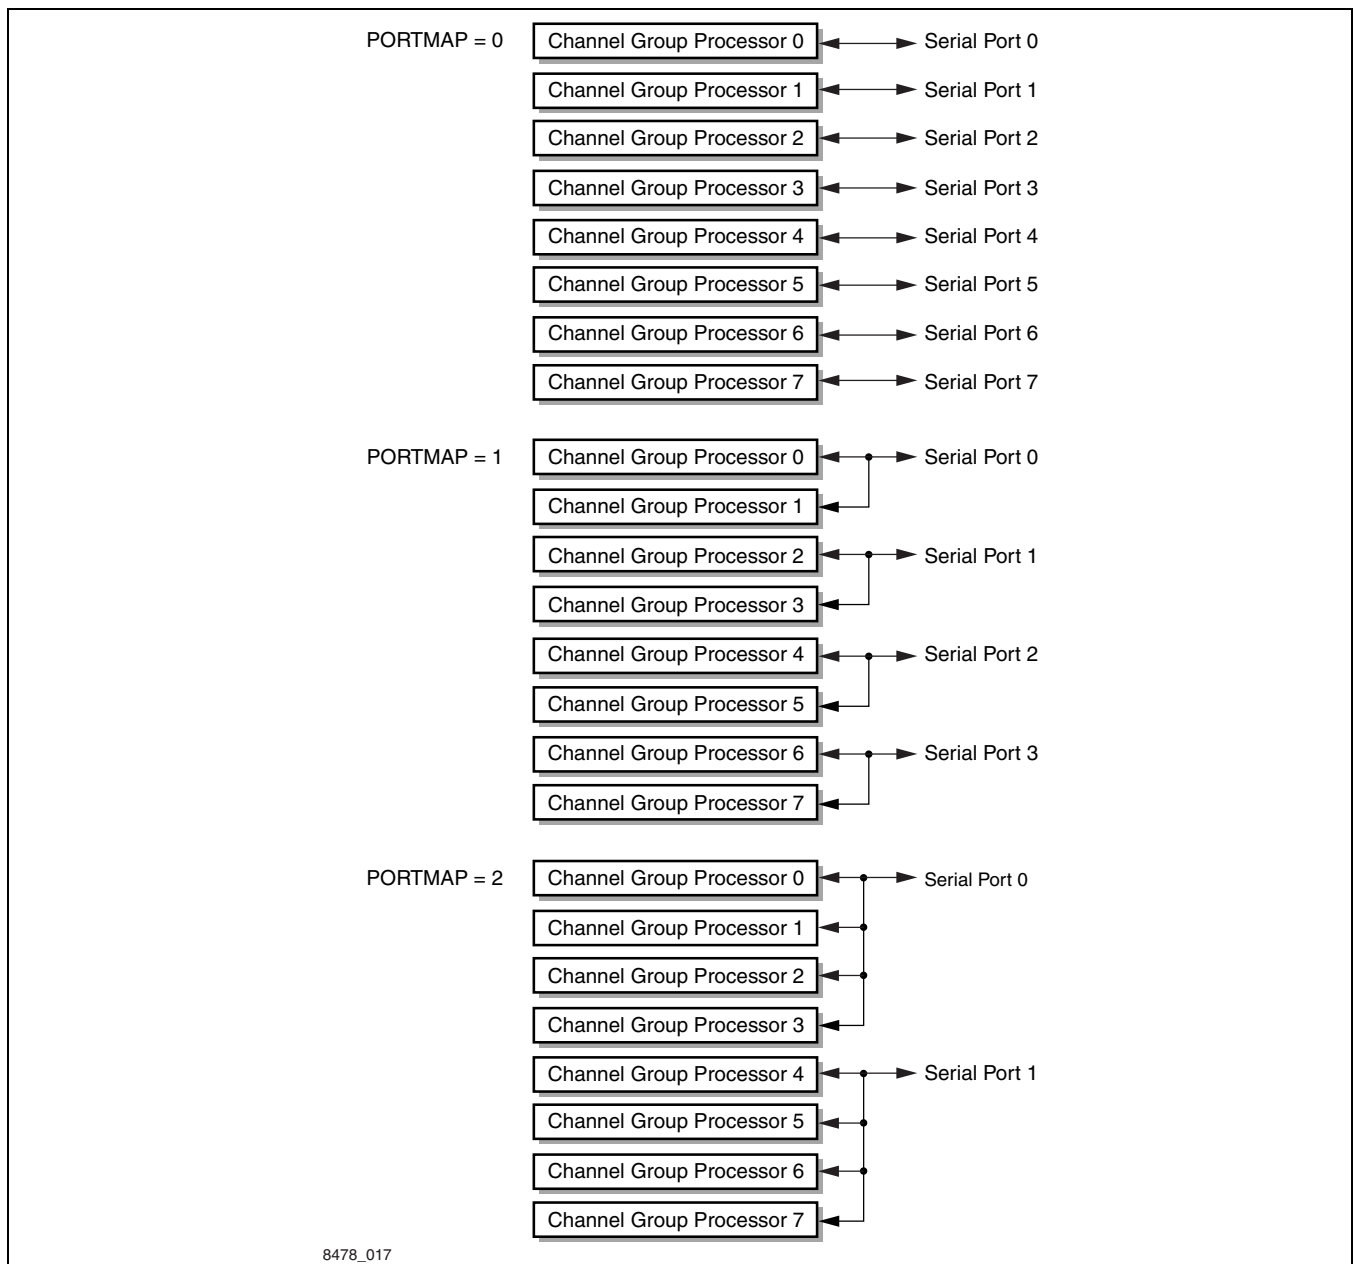 PORTMAP = 0 Channel Group Processor 0 Serial Port 0
Channel Group Processor 1 Serial Port 1
Channel Group Processor 2 Serial Port 2
Channel Group Processor 3 Serial Port 3
Channel Group Processor 4 Serial Port 4
Channel Group Processor 5 Serial Port 5
Channel Group Processor 6 Serial Port 6
Channel Group Processor 7 Serial Port 7
PORTMAP = 1 Channel Group Processor 0 Serial Port 0
Channel Group Processor 1
Channel Group Processor 2 Serial Port 1
Channel Group Processor 3
Channel Group Processor 4 Serial Port 2
Channel Group Processor 5
Channel Group Processor 6 Serial Port 3
Channel Group Processor 7
PORTMAP = 2 Channel Group Processor 0 Serial Port 0
Channel Group Processor 1
Channel Group Processor 2
Channel Group Processor 3
Channel Group Processor 4 Serial Port 1
Channel Group Processor 5
Channel Group Processor 6
Channel Group Processor 7
8478_017